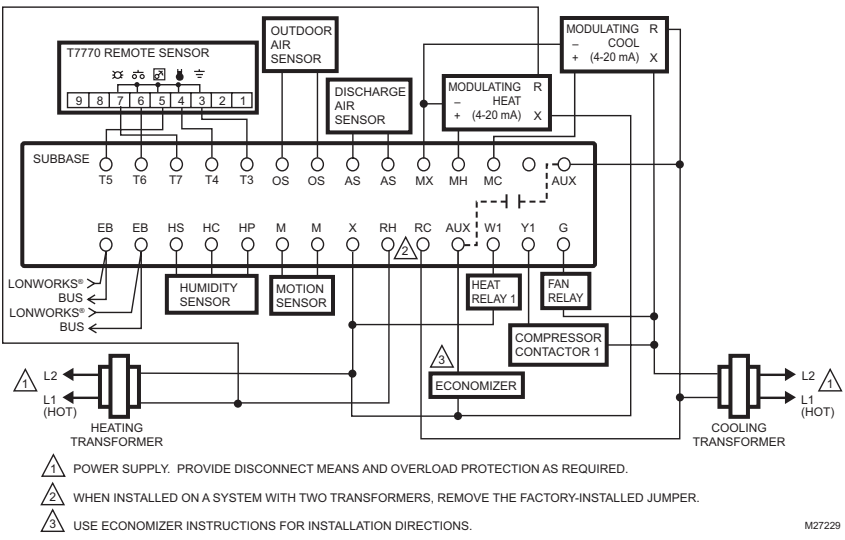 T7770 REMOTE SENSOR
9 8 7 6 5 4 3 2 1
OUTDOOR
AIR
SENSOR
DISCHARGE
AIR
SENSOR
MODULATING R
– HEAT
+ (4-20 mA) X
MODULATING R
– COOL
+ (4-20 mA) X
SUBBASE
T5 T6 T7 T4 T3 OS OS AS AS MX MH MC AUX
EB EB HS HC HP M M X RH RC AUX W1 Y1 G
2
LONWORKS®
BUS
LONWORKS®
BUS
HUMIDITY
SENSOR
MOTION
SENSOR
HEAT
RELAY 1
FAN
RELAY
COMPRESSOR
CONTACTOR 1
3
ECONOMIZER
1
L2
L1
(HOT)
HEATING
TRANSFORMER
L2
1
L1
(HOT)
COOLING
TRANSFORMER
1 POWER SUPPLY. PROVIDE DISCONNECT MEANS AND OVERLOAD PROTECTION AS REQUIRED.
2 WHEN INSTALLED ON A SYSTEM WITH TWO TRANSFORMERS, REMOVE THE FACTORY-INSTALLED JUMPER.
3 USE ECONOMIZER INSTRUCTIONS FOR INSTALLATION DIRECTIONS.
M27229